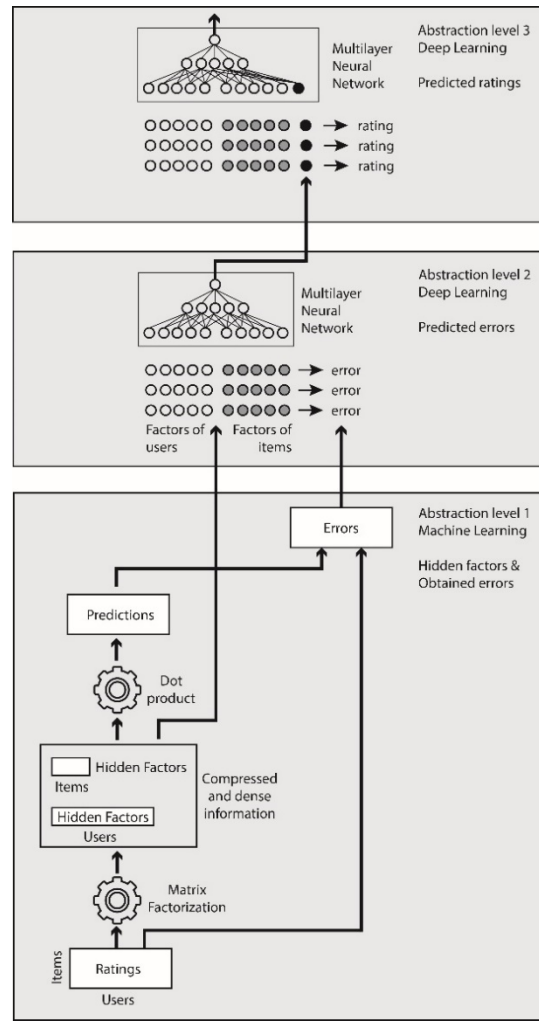 Abstraction level 3
Deep Learning
Predicted ratings
Multilayer
Neural
Network
rating
rating
rating
Abstraction level 2
Deep Learning
Predicted errors
Multilayer
Neural
Network
error
error
error
Factors of
users
Factors of
items
Abstraction level 1
Machine Learning
Hidden factors &
Obtained errors
Errors
Predictions
Dot
product
Hidden Factors
Items
Hidden Factors
Users
Compressed
and dense
information
Matrix
Factorization
Items
Ratings
Users